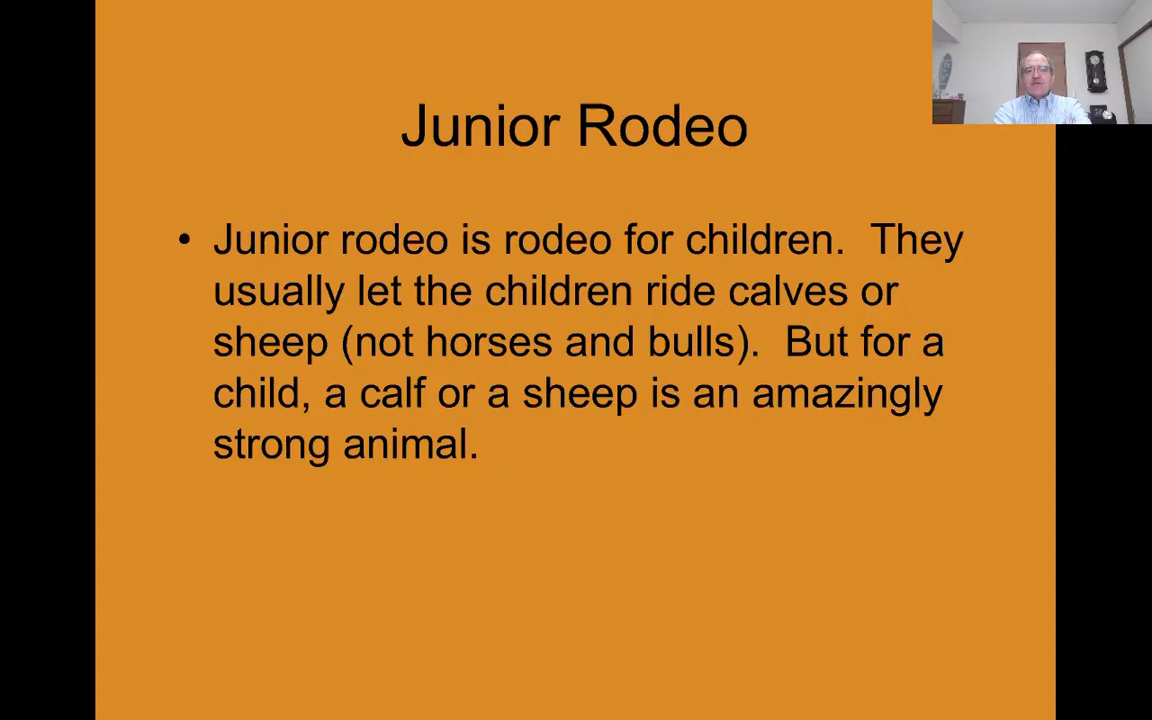 Junior Rodeo
• Junior rodeo is rodeo for children.  They
usually let the children ride calves or
sheep (not horses and bulls).  But for a
child, a calf or a sheep is an amazingly
strong animal.